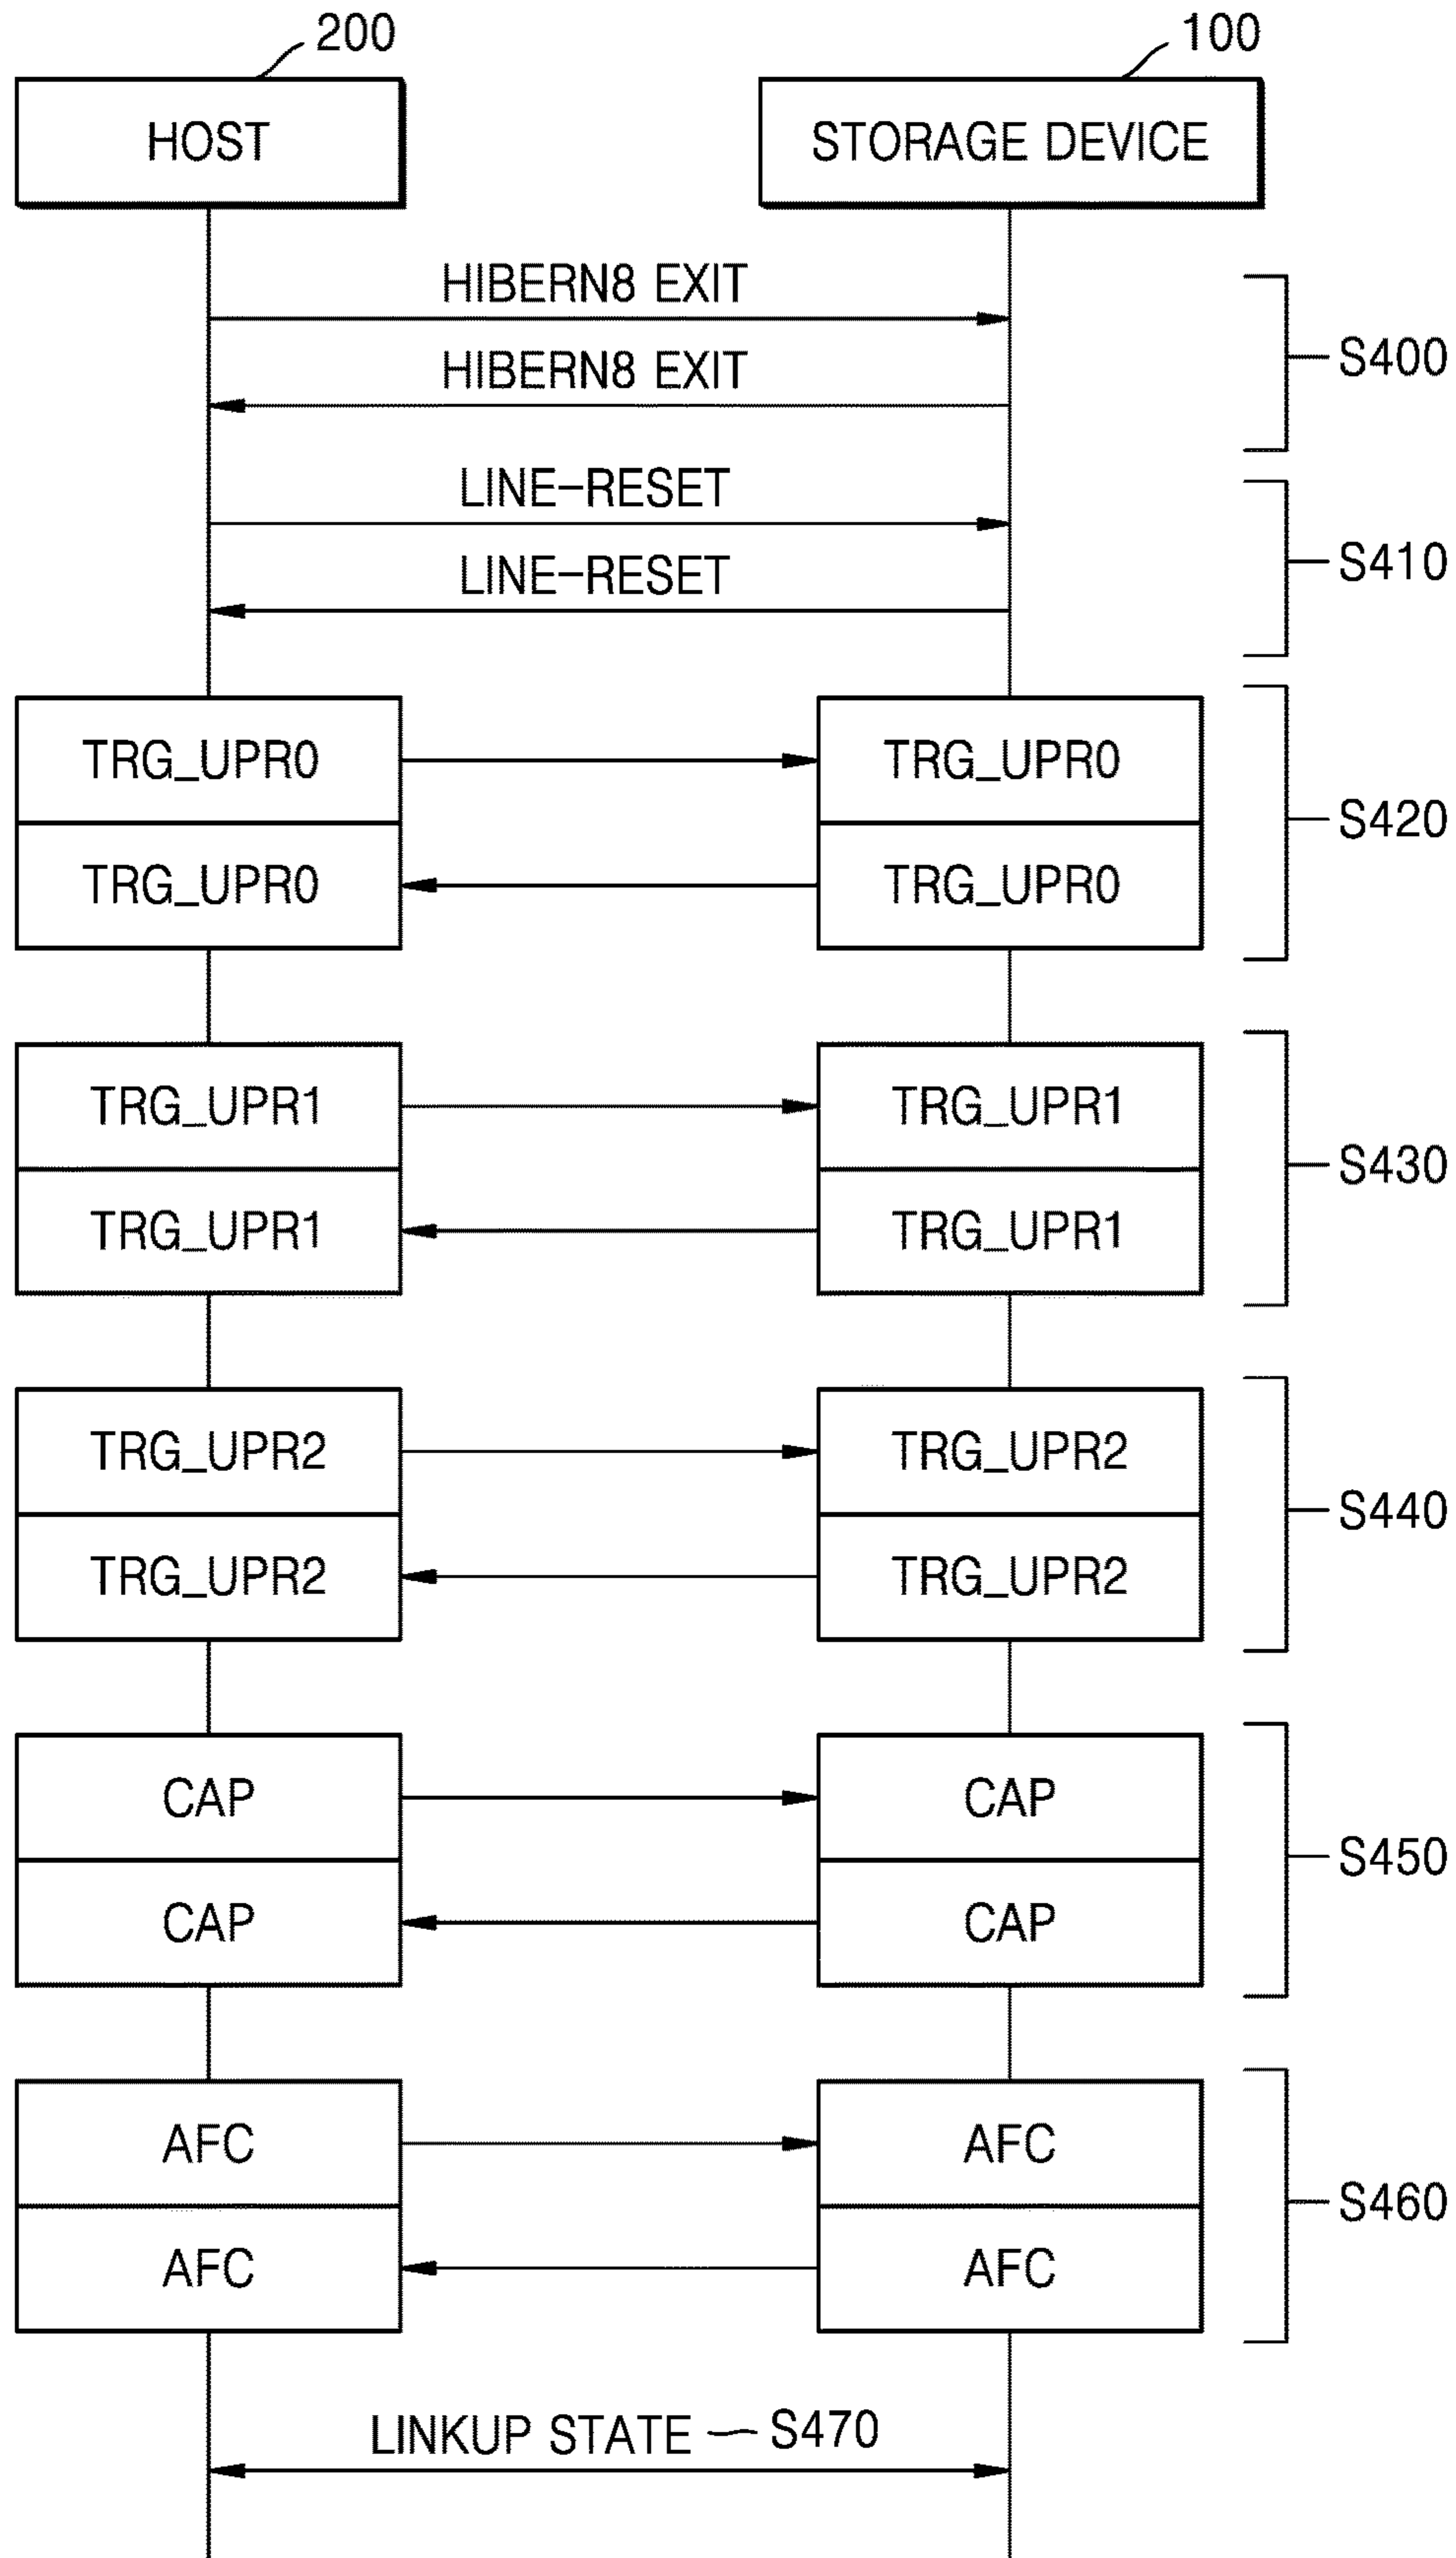 200
100
HOST
STORAGE DEVICE
HIBERN8 EXIT
HIBERN8 EXIT
S400
LINE-RESET
LINE-RESET
S410
TRG_UPR0
TRG_UPR0
TRG_UPR0
TRG_UPR0
S420
TRG_UPR1
TRG_UPR1
TRG_UPR1
TRG_UPR1
S430
TRG_UPR2
TRG_UPR2
TRG_UPR2
TRG_UPR2
S440
CAP
CAP
CAP
CAP
S450
AFC
AFC
AFC
AFC
S460
LINKUP STATE
S470